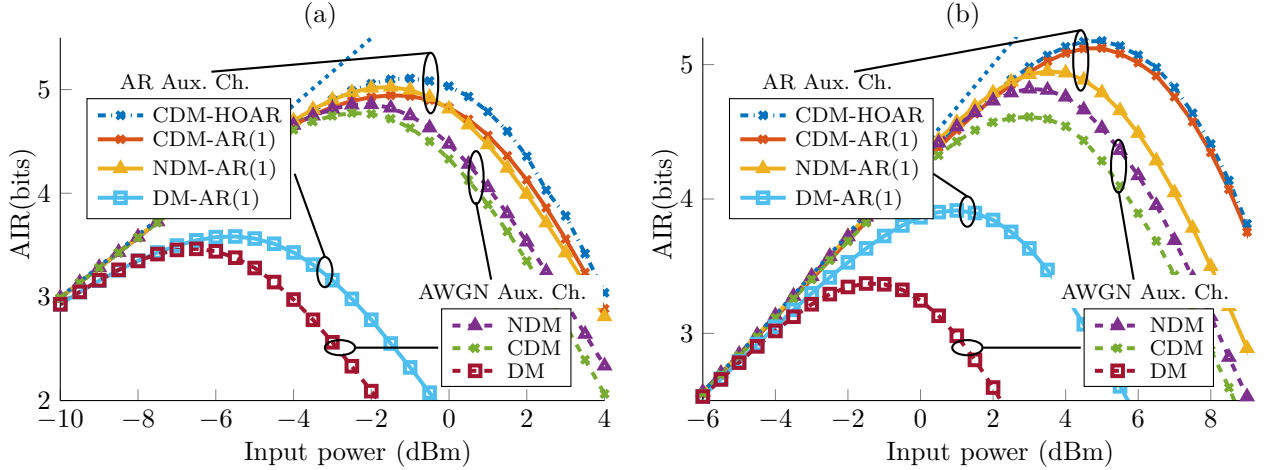 (a)
AIR(bits)
5
4
3
2
AR Aux. Ch.
CDM-HOAR
CDM-AR(1)
NDM-AR(1)
DM-AR(1)
AWGN Aux. Ch.
NDM
CDM
DM
−10 −8 −6 −4 −2 0 2 4
Input power (dBm)
(b)
AIR(bits)
5
4
3
AR Aux. Ch.
CDM-HOAR
CDM-AR(1)
NDM-AR(1)
DM-AR(1)
AWGN Aux. Ch.
NDM
CDM
DM
−6 −4 −2 0 2 4 6 8
Input power (dBm)